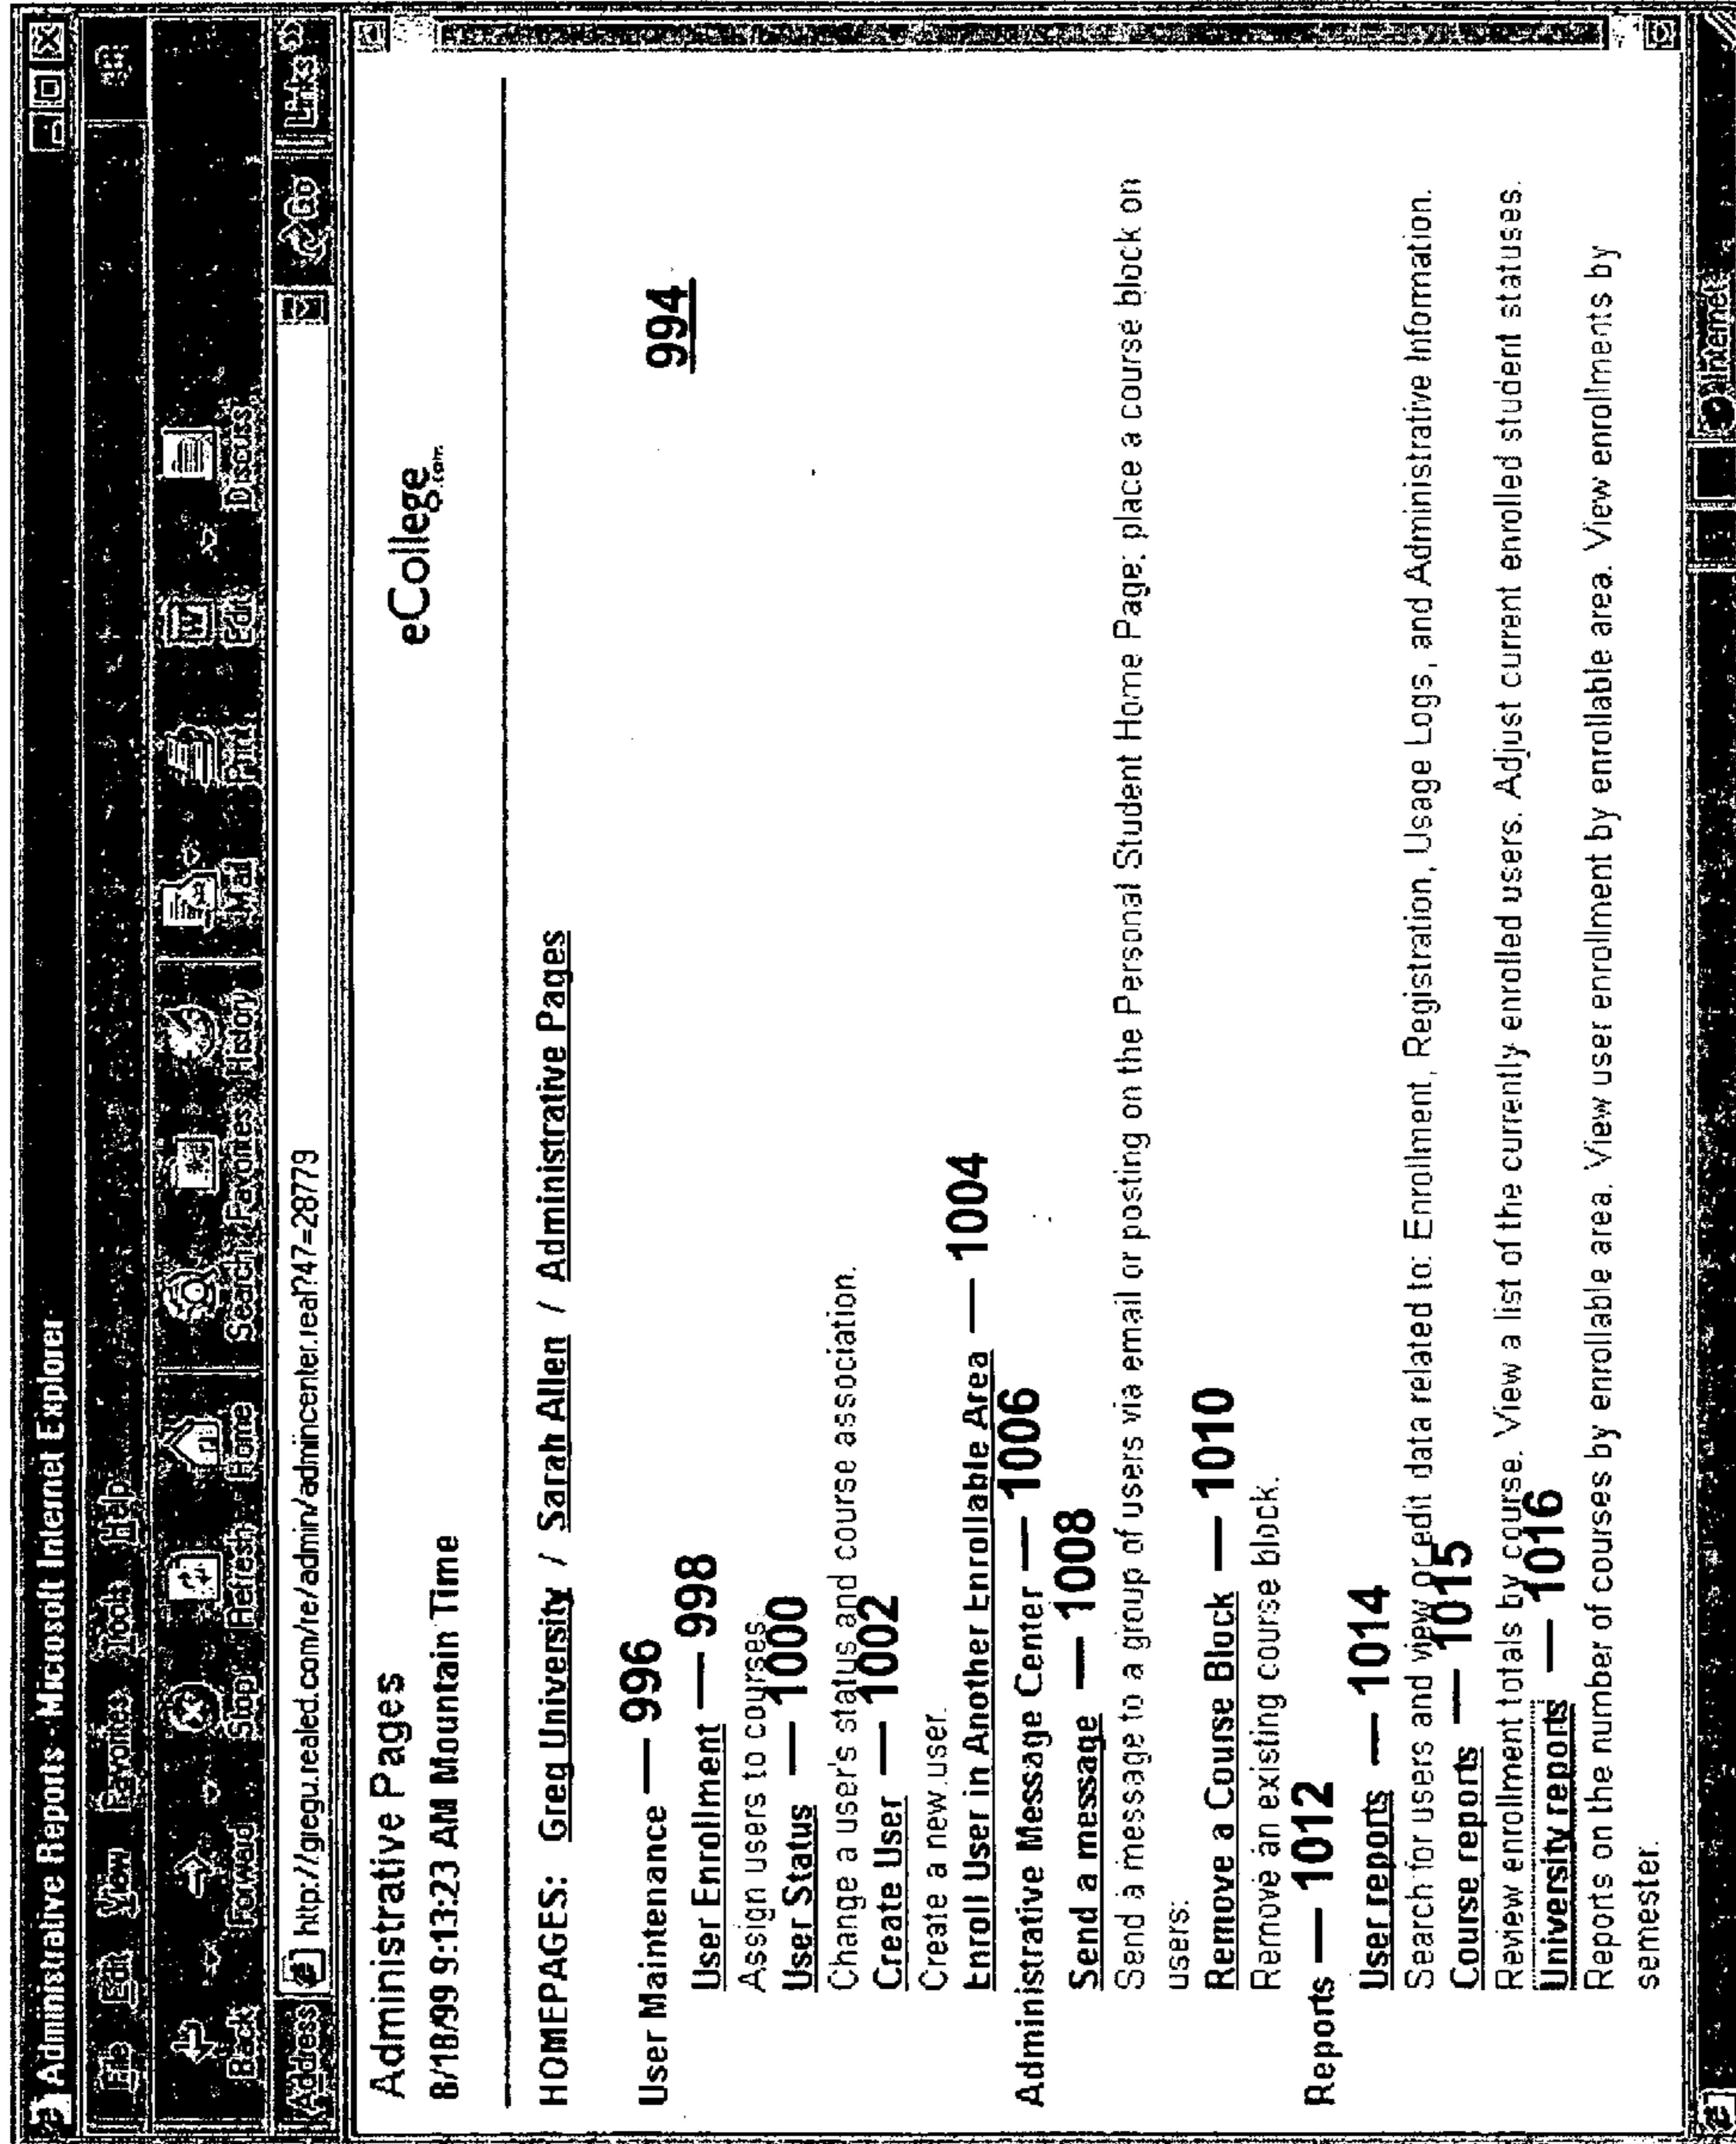 Administrative Reports - Microsoft Internet Explorer
File Edit View Favorites Tools Help
Back Forward Stop Refresh Home Search Favorites History Mail Print Edit Discuss
Address http://gregu.realed.com/re/admin/admincenter.real?47=28779 Go Links »
Administrative Pages
eCollege.com
8/18/99 9:13:23 AM Mountain Time
HOMEPAGES: Greg University / Sarah Allen / Administrative Pages
994
User Maintenance — 996
User Enrollment — 998
Assign users to courses.
User Status — 1000
Change a user's status and course association.
Create User — 1002
Create a new user.
Enroll User in Another Enrollable Area — 1004
Administrative Message Center — 1006
Send a message — 1008
Send a message to a group of users via email or posting on the Personal Student Home Page; place a course block on
users.
Remove a Course Block — 1010
Remove an existing course block.
Reports — 1012
User reports — 1014
Search for users and view or edit data related to: Enrollment, Registration, Usage Logs, and Administrative Information.
Course reports — 1015
Review enrollment totals by course. View a list of the currently enrolled users. Adjust current enrolled student statuses.
University reports — 1016
Reports on the number of courses by enrollable area. View user enrollment by enrollable area. View enrollments by
semester.
Internet